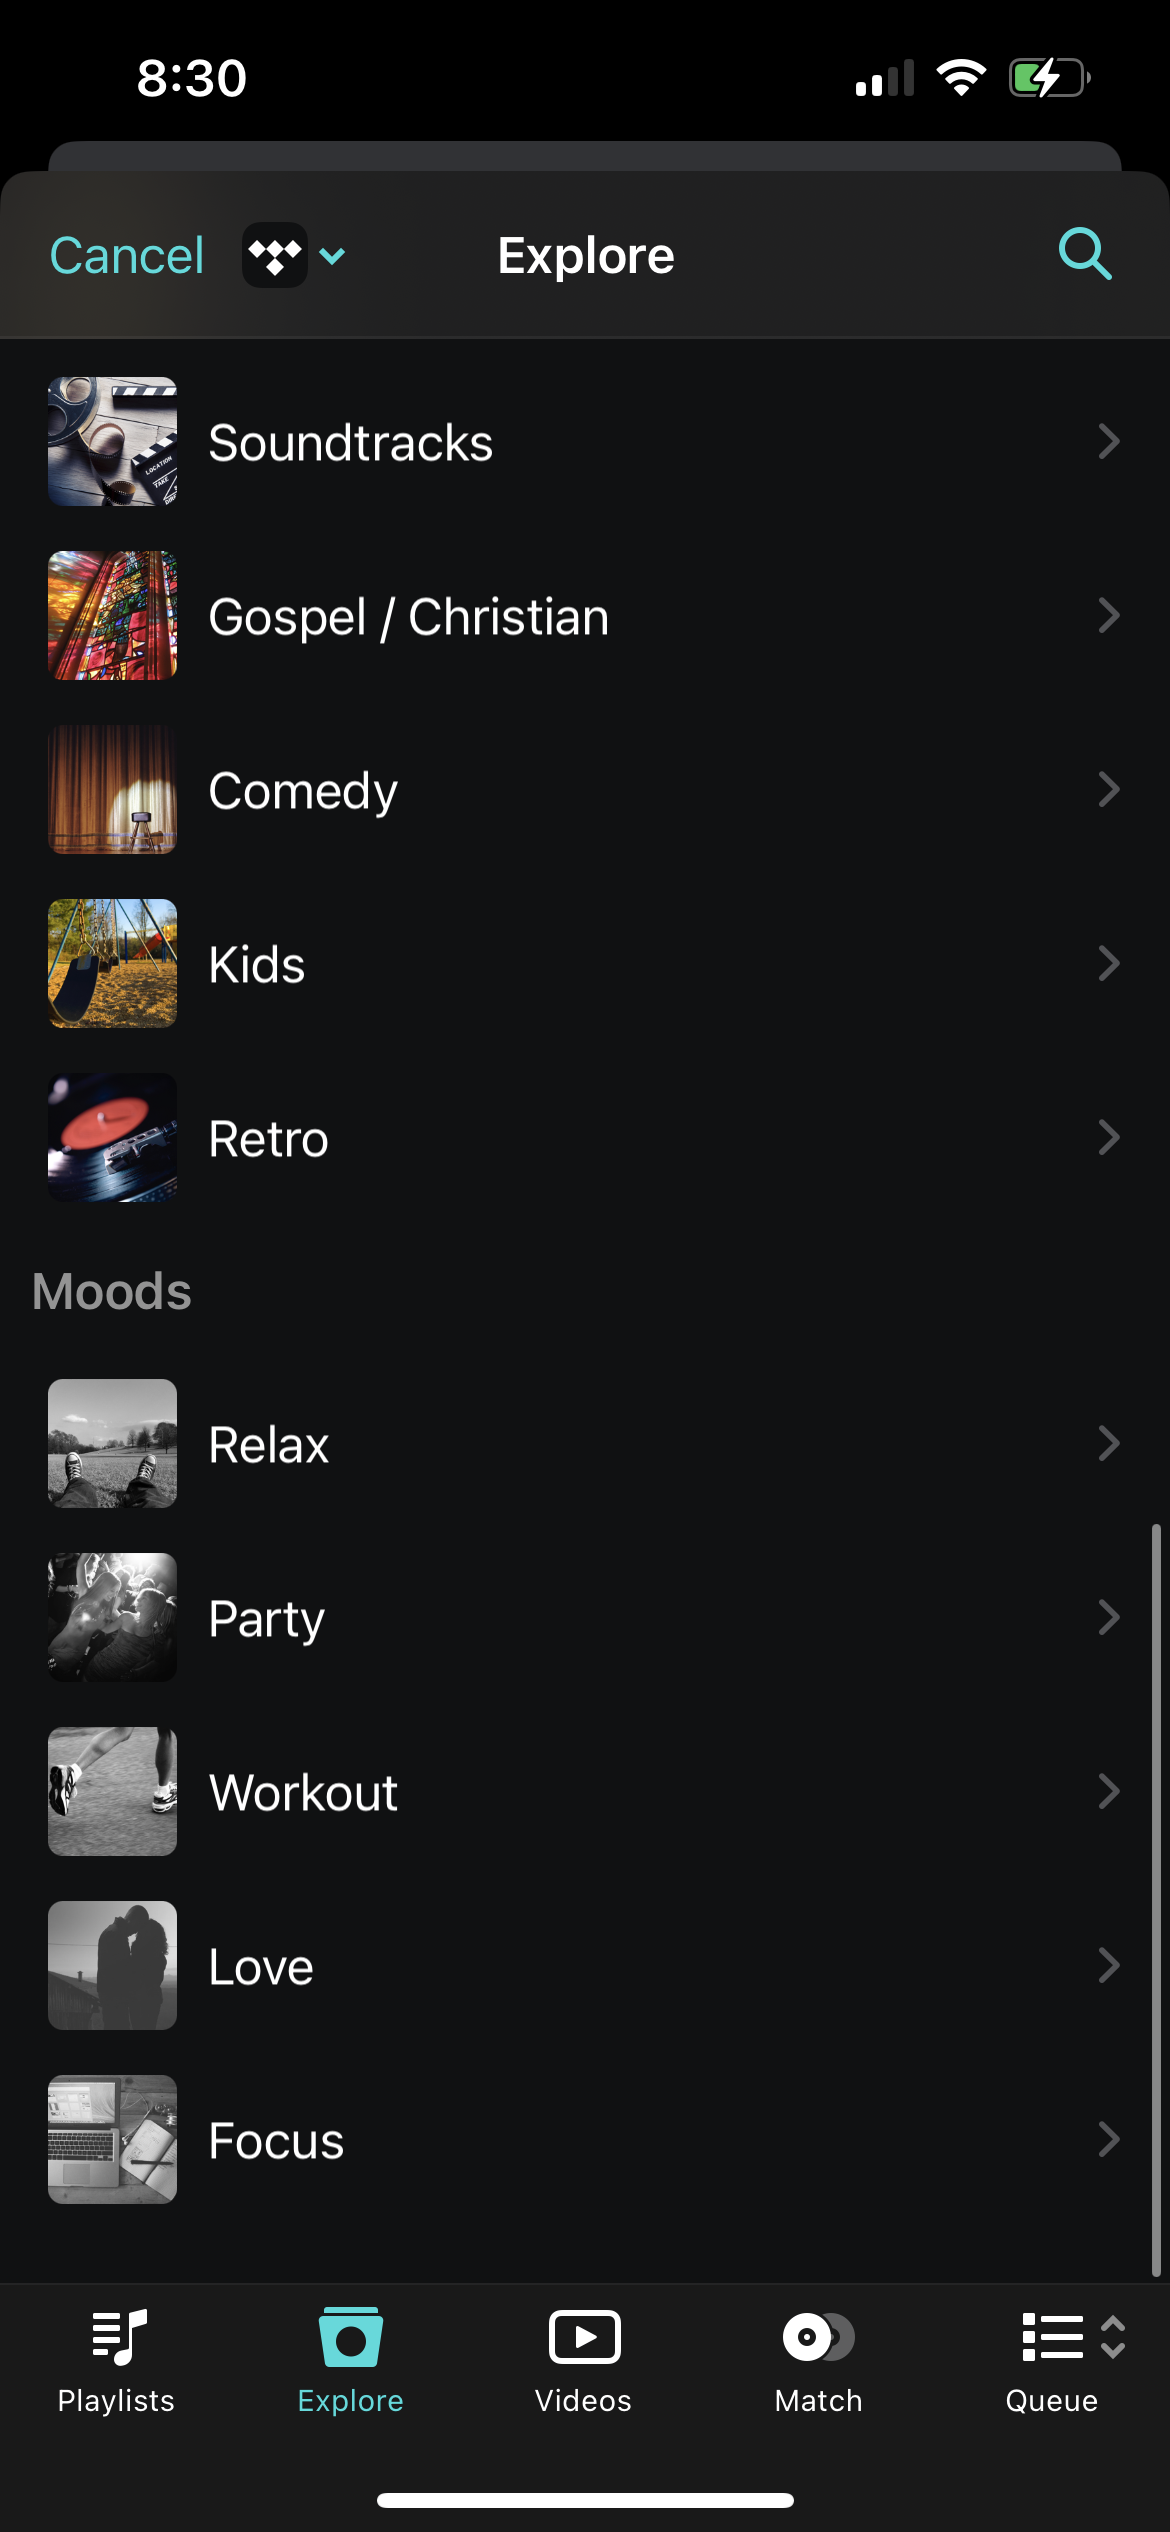 8:30
Cancel
Explore
Soundtracks
Gospel / Christian
Comedy
Kids
Retro
Moods
Relax
Party
Workout
Love
Focus
Playlists
Explore
Videos
Match
Queue